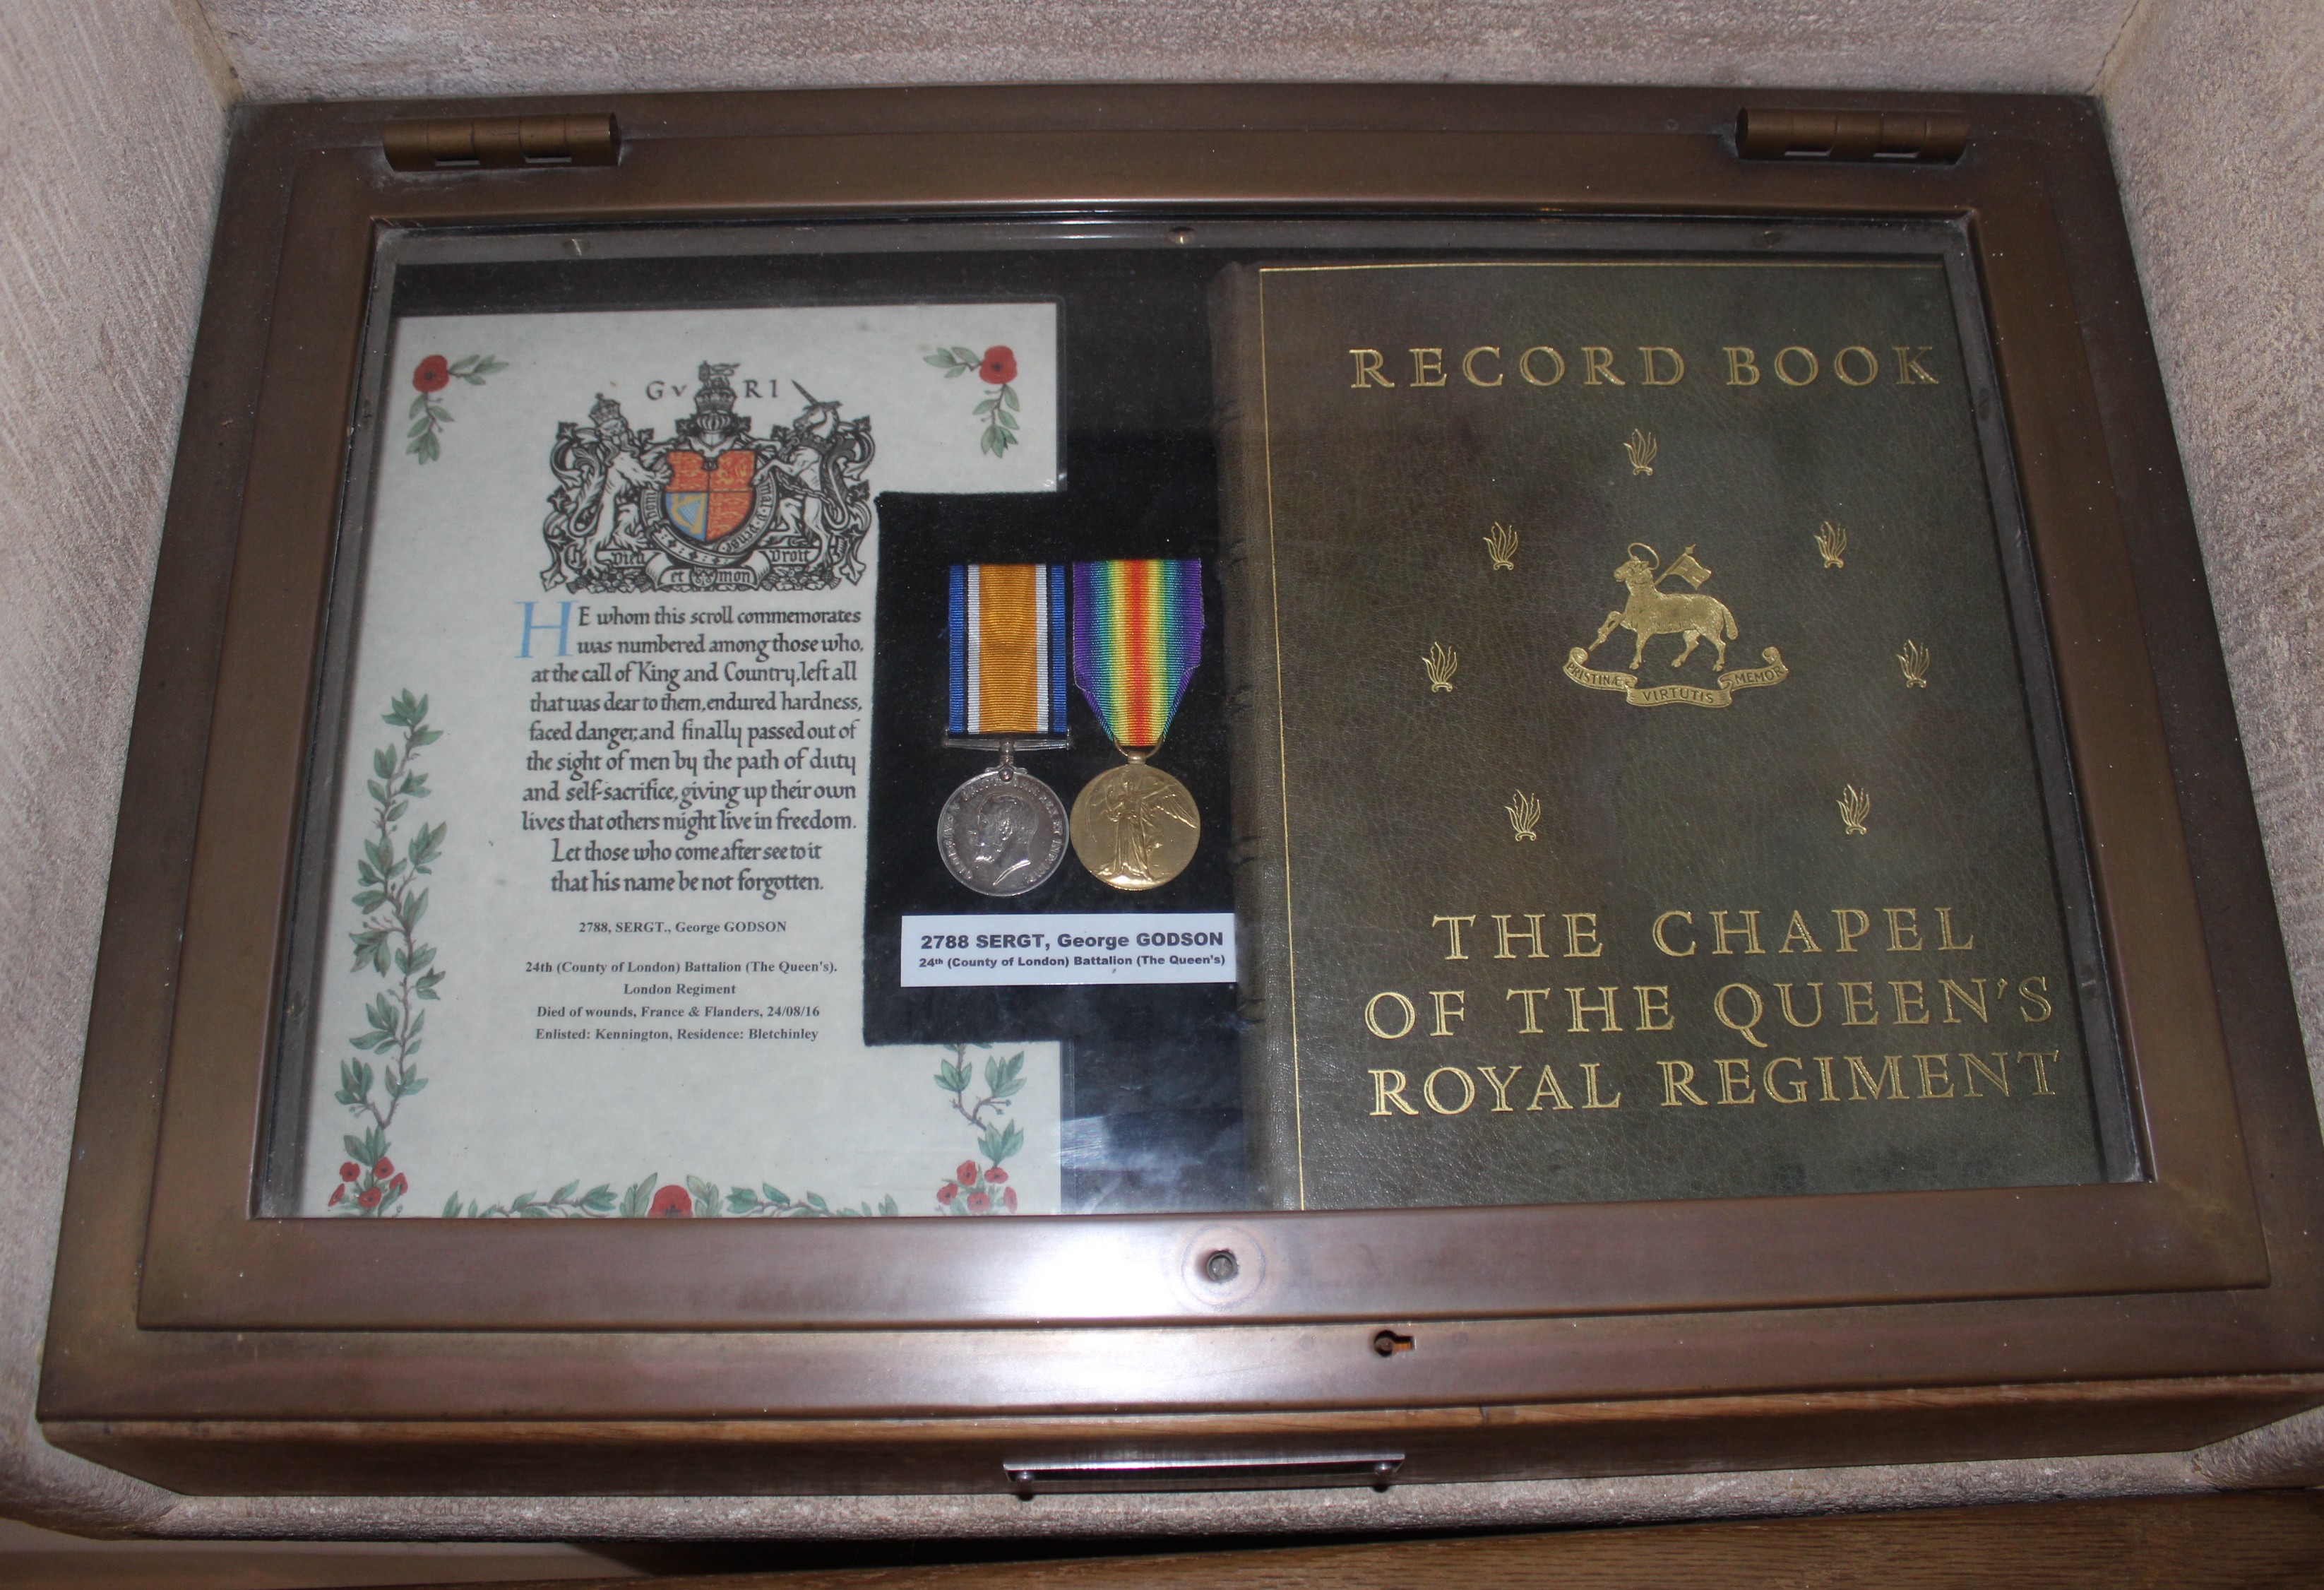 GV RI
Dieu Droit
et mon
HE whom this scroll commemorates
was numbered among those who,
at the call of King and Country, left all
that was dear to them, endured hardness,
faced danger, and finally passed out of
the sight of men by the path of duty
and self-sacrifice, giving up their own
lives that others might live in freedom.
Let those who come after see to it
that his name be not forgotten.
2788, SERGT., George GODSON
24th (County of London) Battalion (The Queen's).
London Regiment
Died of wounds, France & Flanders, 24/08/16
Enlisted: Kennington, Residence: Bletchinley
2788 SERGT, George GODSON
24th (County of London) Battalion (The Queen's)
RECORD BOOK
PRISTINÆ VIRTUTIS MEMOR
THE CHAPEL
OF THE QUEEN'S
ROYAL REGIMENT